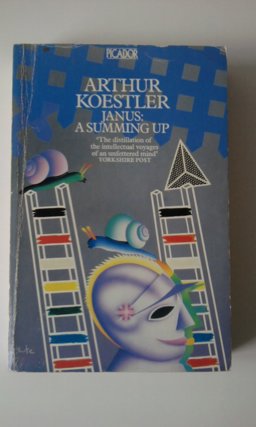 PICADOR
ARTHUR
KOESTLER
JANUS:
A SUMMING UP
"The distillation of
the intellectual voyages
of an unfettered mind"
YORKSHIRE POST